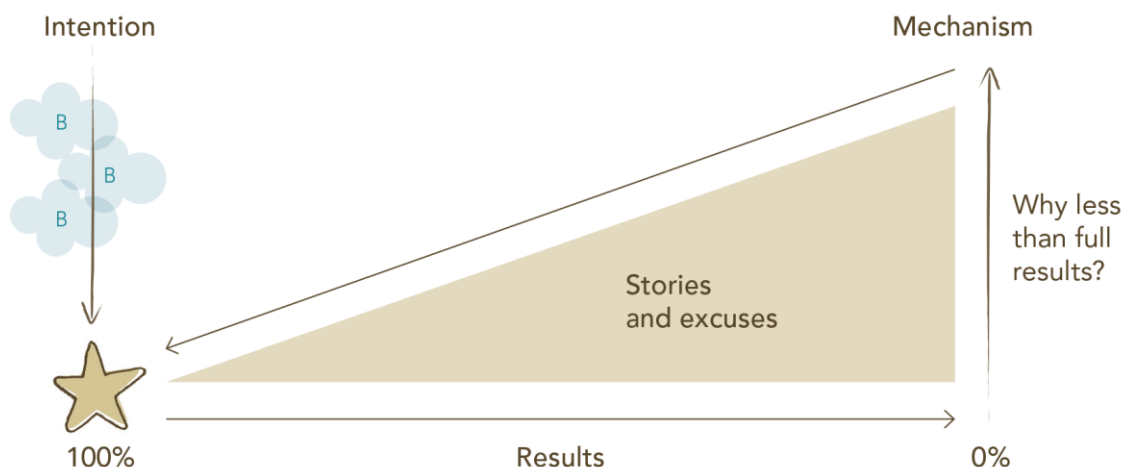 Intention
Mechanism
B
B
B
Why less
than full
results?
Stories
and excuses
100%
Results
0%